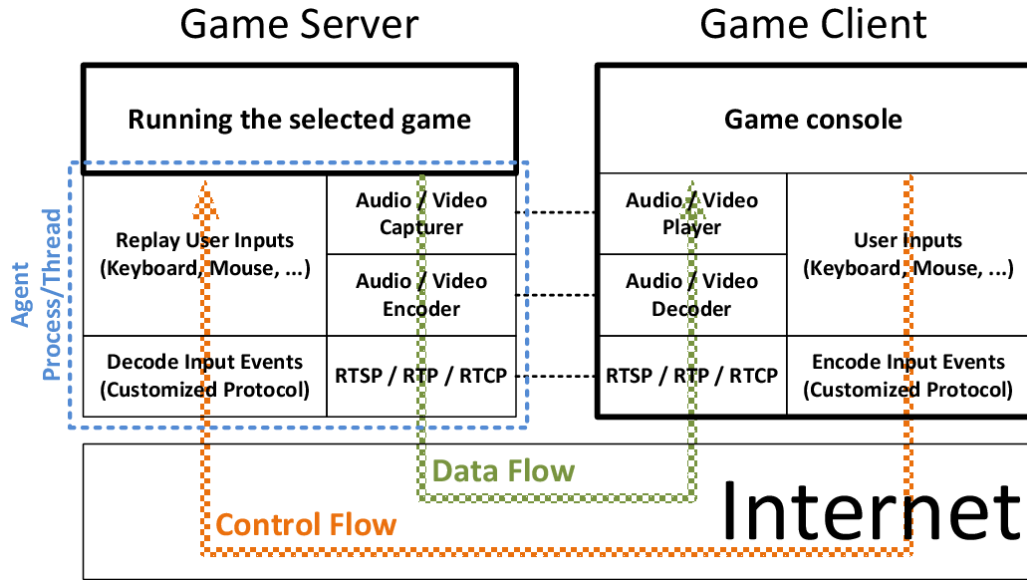 Game Server
Game Client
Running the selected game
Game console
Agent
Process/Thread
Replay User Inputs
(Keyboard, Mouse, ...)
Audio / Video
Capturer
Audio / Video
Encoder
Decode Input Events
(Customized Protocol)
RTSP / RTP / RTCP
Audio / Video
Player
Audio / Video
Decoder
RTSP / RTP / RTCP
User Inputs
(Keyboard, Mouse, ...)
Encode Input Events
(Customized Protocol)
Data Flow
Control Flow
Internet